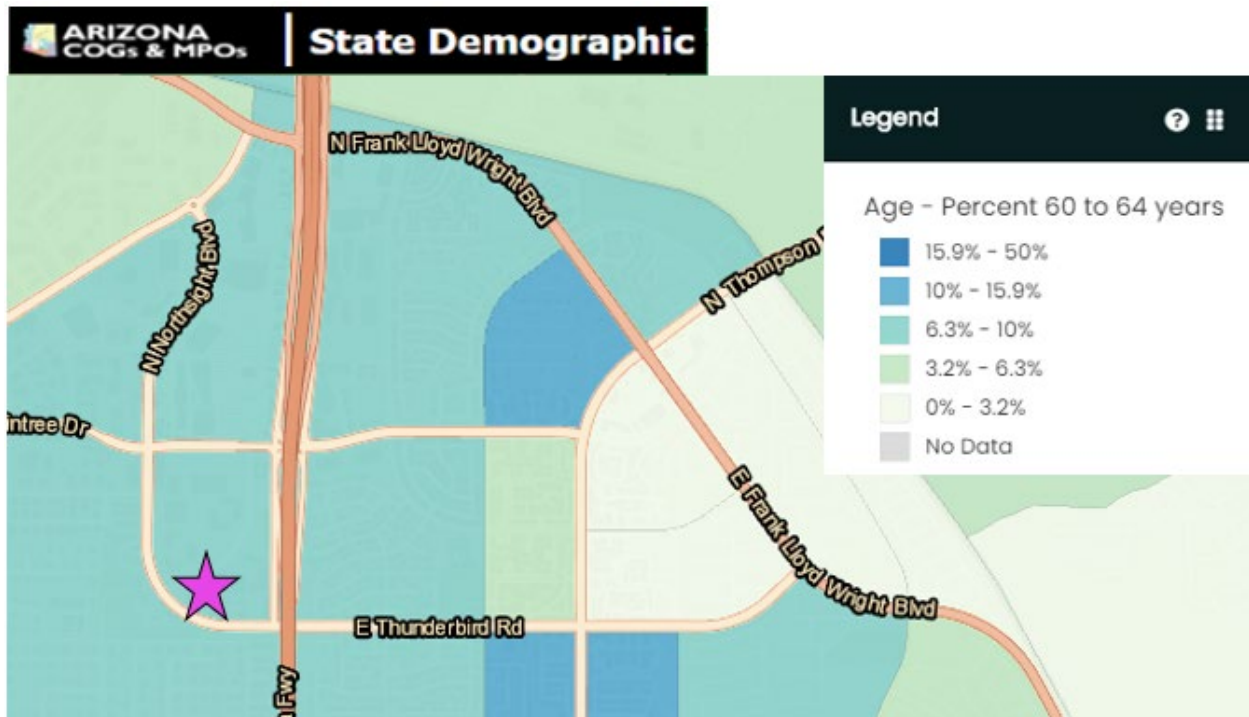 ARIZONA
COGs & MPOs
State Demographic
Legend
?
Age - Percent 60 to 64 years
15.9% - 50%
10% - 15.9%
6.3% - 10%
3.2% - 6.3%
0% - 3.2%
No Data
N Frank Lloyd Wright Blvd
N Northsight Blvd
N Thompson
intree Dr
E Frank Lloyd Wright Blvd
E Thunderbird Rd
Fwy